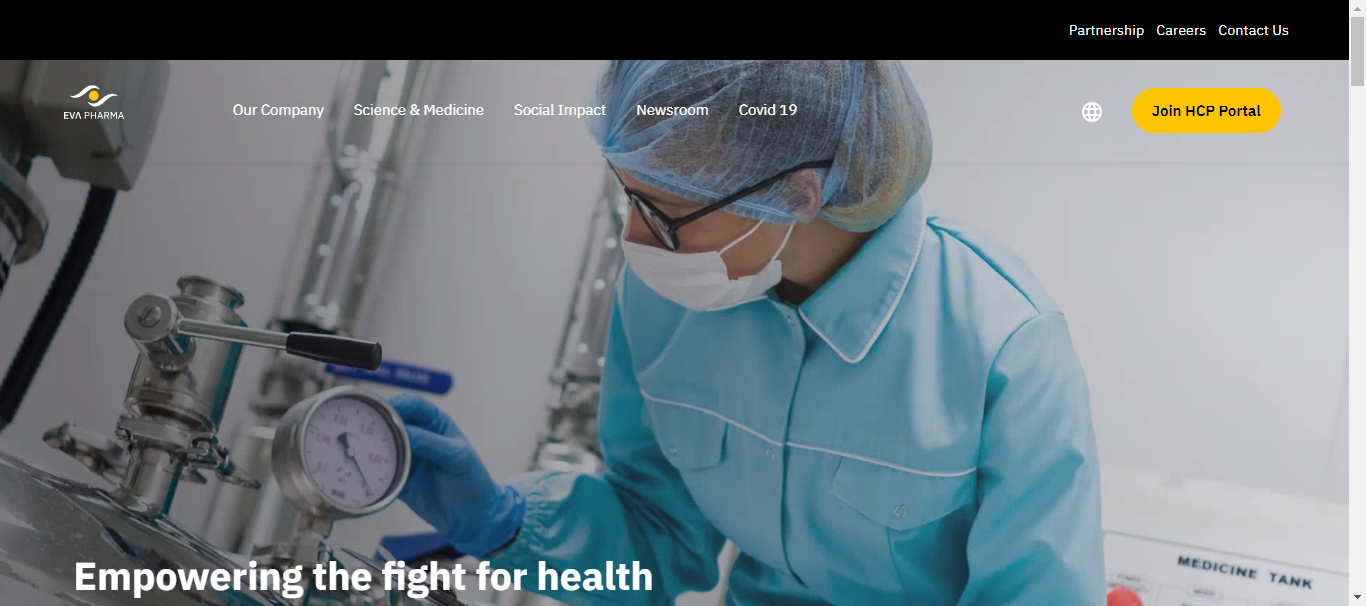 Partnership Careers Contact Us
EVA PHARMA
Our Company Science & Medicine Social Impact Newsroom Covid 19
Join HCP Portal
Empowering the fight for health
MEDICINE TANK